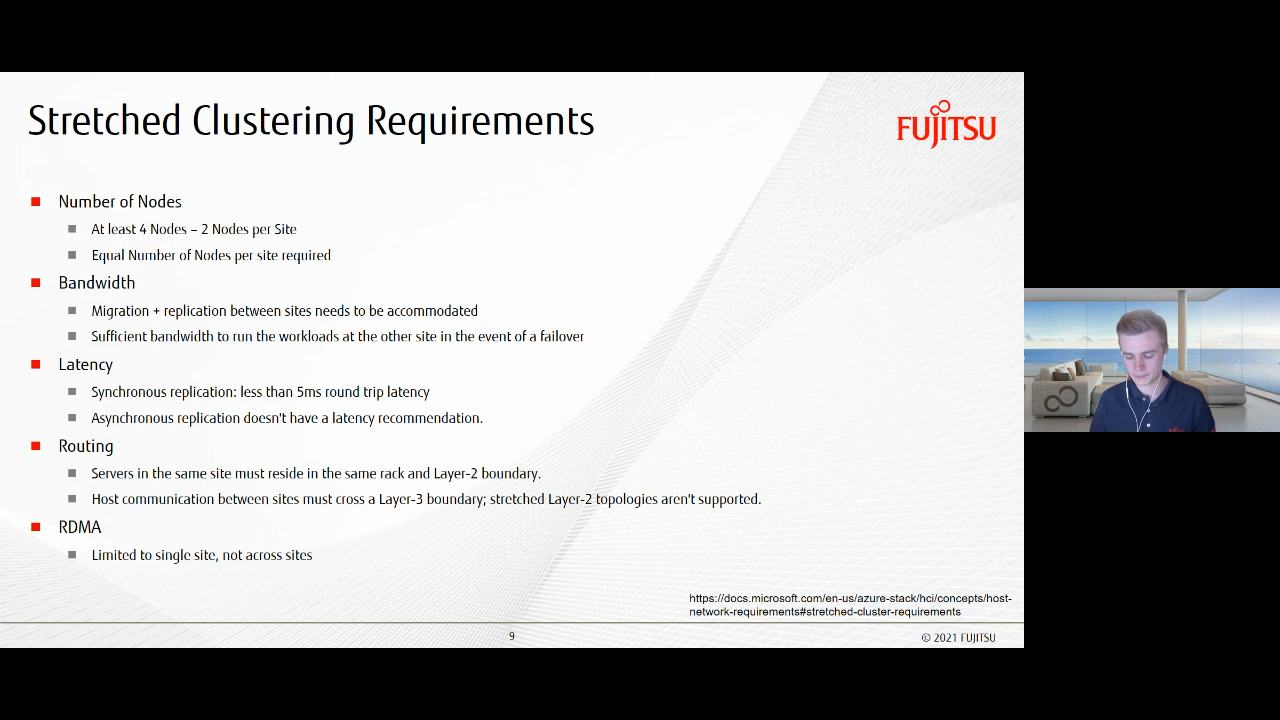 Stretched Clustering Requirements
FUJITSU
Number of Nodes
At least 4 Nodes – 2 Nodes per Site
Equal Number of Nodes per site required
Bandwidth
Migration + replication between sites needs to be accommodated
Sufficient bandwidth to run the workloads at the other site in the event of a failover
Latency
Synchronous replication: less than 5ms round trip latency
Asynchronous replication doesn't have a latency recommendation.
Routing
Servers in the same site must reside in the same rack and Layer-2 boundary.
Host communication between sites must cross a Layer-3 boundary; stretched Layer-2 topologies aren't supported.
RDMA
Limited to single site, not across sites
https://docs.microsoft.com/en-us/azure-stack/hci/concepts/host-
network-requirements#stretched-cluster-requirements
9
© 2021 FUJITSU